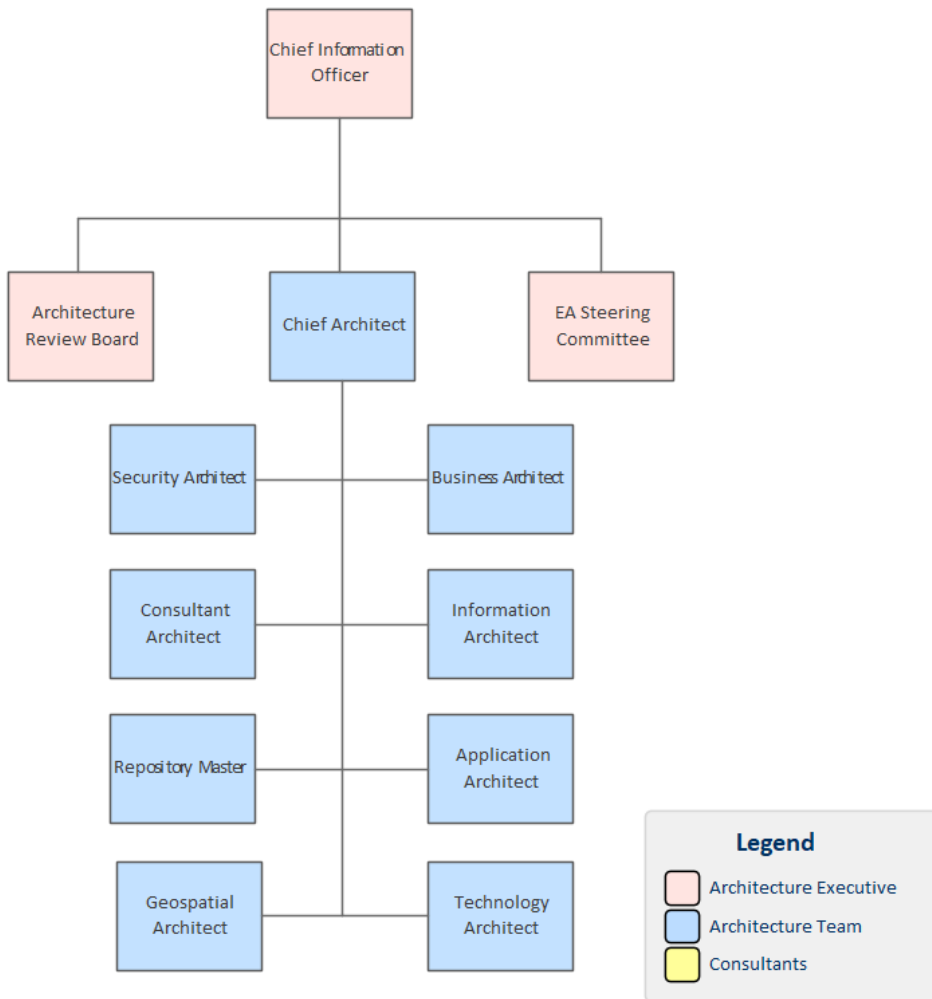 Chief Information
Officer
Architecture
Review Board
Chief Architect
EA Steering
Committee
Security Architect
Business Architect
Consultant
Architect
Information
Architect
Repository Master
Application
Architect
Geospatial
Architect
Technology
Architect
Legend
Architecture Executive
Architecture Team
Consultants